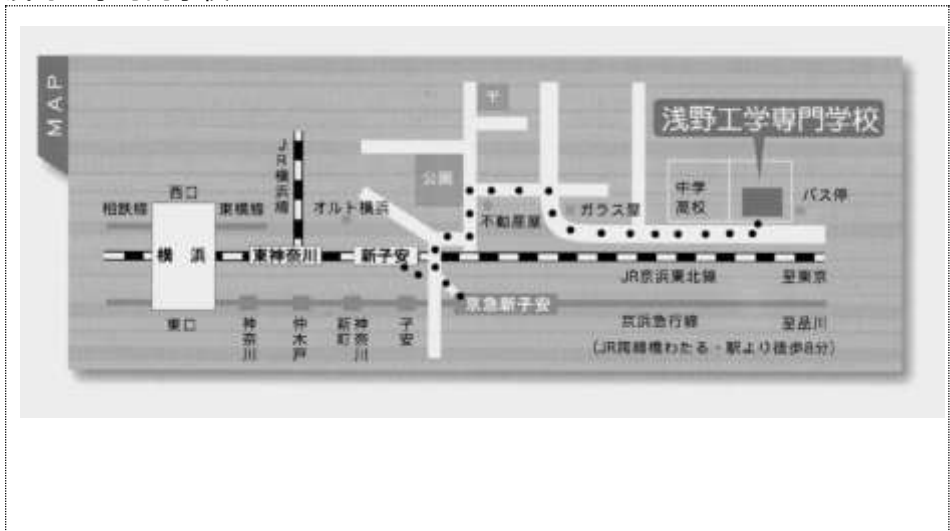 MAP
〒
浅野工学専門学校
公園
JR横浜線
中学
高校
バス停
西口
相鉄線
東横線
オルト横浜
不動産屋
ガラス屋
横浜
東神奈川
新子安
JR京浜東北線
至東京
京急新子安
東口
神奈川
仲木戸
神奈川
新町
子安
京浜急行線
至品川
(JR陸線橋わたる・駅より徒歩8分)